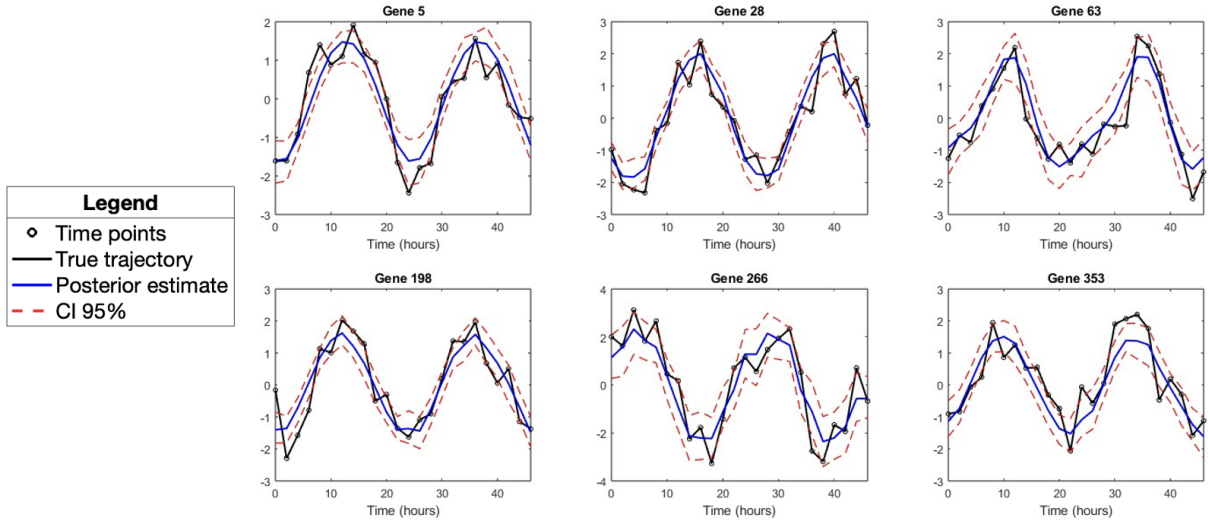 Legend
Time points
True trajectory
Posterior estimate
CI 95%
Gene 5
2
1
0
-1
-2
-3
0 10 20 30 40
Time (hours)
Gene 28
3
2
1
0
-1
-2
-3
0 10 20 30 40
Time (hours)
Gene 63
3
2
1
0
-1
-2
-3
0 10 20 30 40
Time (hours)
Gene 198
3
2
1
0
-1
-2
-3
0 10 20 30 40
Time (hours)
Gene 266
4
2
0
-2
-4
0 10 20 30 40
Time (hours)
Gene 353
3
2
1
0
-1
-2
-3
0 10 20 30 40
Time (hours)